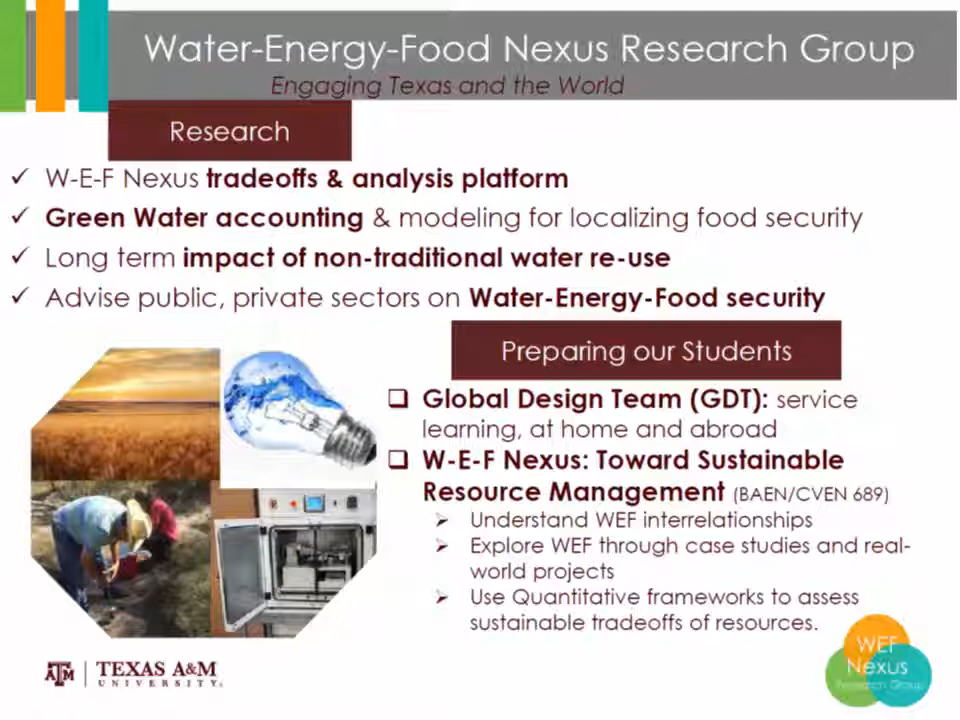 Water-Energy-Food Nexus Research Group
Engaging Texas and the World
Research
✓ W-E-F Nexus tradeoffs & analysis platform
✓ Green Water accounting & modeling for localizing food security
✓ Long term impact of non-traditional water re-use
✓ Advise public, private sectors on Water-Energy-Food security
Preparing our Students
❑ Global Design Team (GDT): service
learning, at home and abroad
❑ W-E-F Nexus: Toward Sustainable
Resource Management (BAEN/CVEN 689)
➢ Understand WEF interrelationships
➢ Explore WEF through case studies and real-
world projects
➢ Use Quantitative frameworks to assess
sustainable tradeoffs of resources.
ATM | TEXAS A&M
UNIVERSITY
WEF
Nexus
Research Group